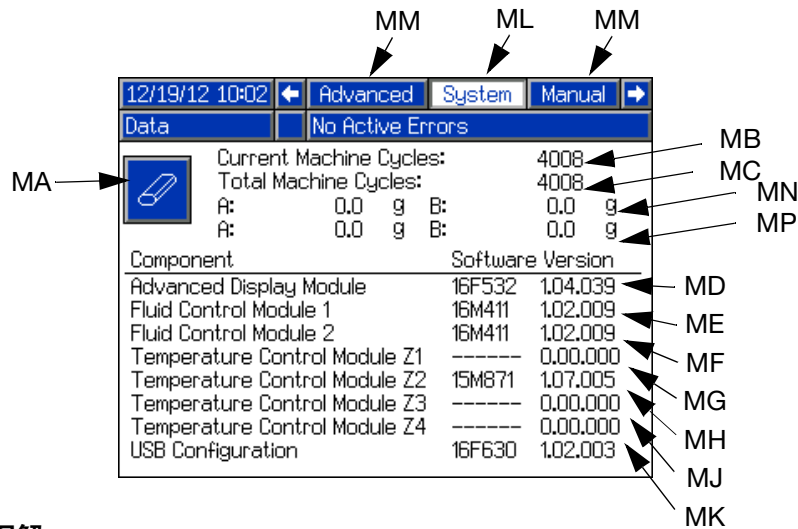 MM ML MM
12/19/12 10:02 Advanced System Manual
Data No Active Errors
Current Machine Cycles: 4008 MB
MA Total Machine Cycles: 4008 MC
A: 0.0 g B: 0.0 g MN
A: 0.0 g B: 0.0 g MP
Component Software Version
Advanced Display Module 16F532 1.04.039 MD
Fluid Control Module 1 16M411 1.02.009 ME
Fluid Control Module 2 16M411 1.02.009 MF
Temperature Control Module Z1 ------ 0.00.000 MG
Temperature Control Module Z2 15M871 1.07.005 MH
Temperature Control Module Z3 ------ 0.00.000 MJ
Temperature Control Module Z4 ------ 0.00.000
USB Configuration 16F630 1.02.003 MK